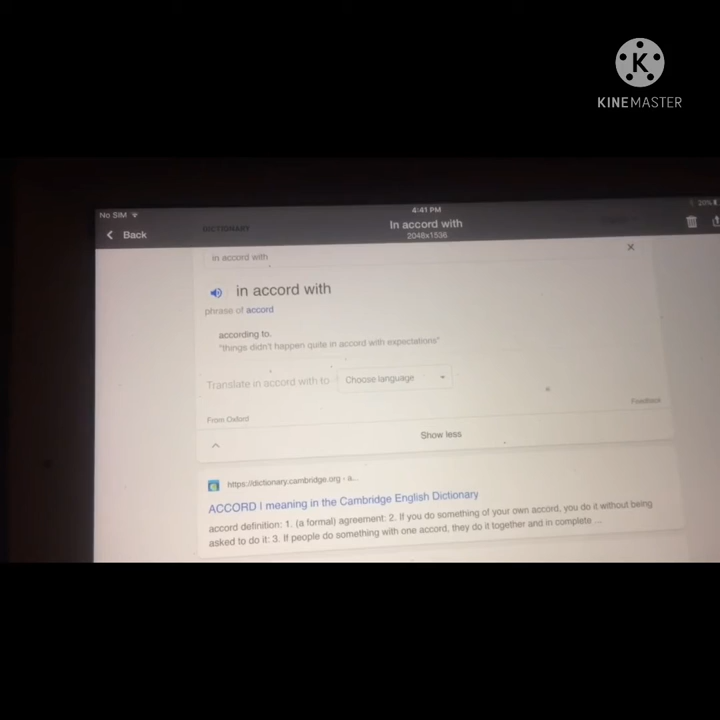 K
KINEMASTER
No SIM
4:41 PM
20%
Back
DICTIONARY
In accord with
2048x1536
in accord with
in accord with
phrase of accord
according to.
"things didn't happen quite in accord with expectations"
Translate in accord with to
Choose language
Feedback
From Oxford
Show less
https://dictionary.cambridge.org › a...
ACCORD | meaning in the Cambridge English Dictionary
accord definition: 1. (a formal) agreement: 2. If you do something of your own accord, you do it without being
asked to do it: 3. If people do something with one accord, they do it together and in complete ...